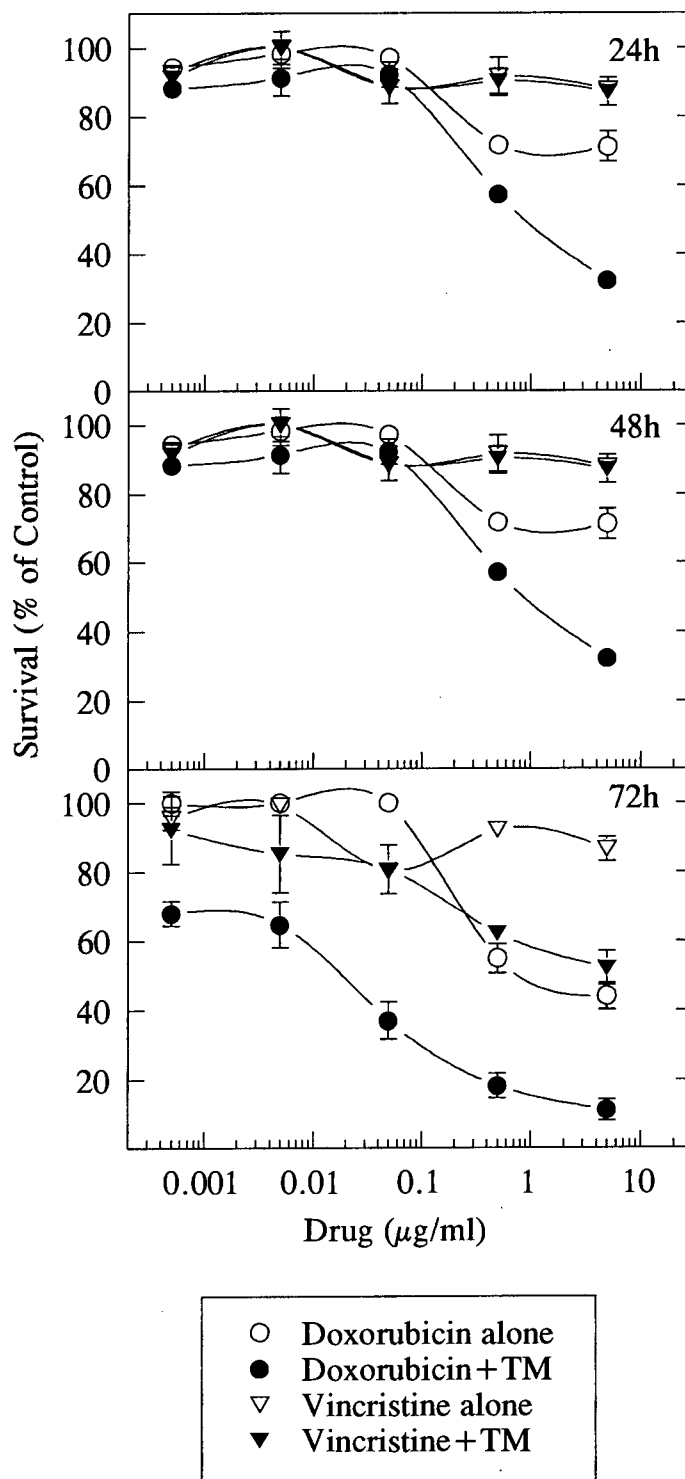 100
80
60
40
20
0
24h
100
80
60
40
20
0
48h
Survival (% of Control)
100
80
60
40
20
72h
0.001 0.01 0.1 1 10
Drug (μg/ml)
Doxorubicin alone
Doxorubicin+TM
Vincristine alone
Vincristine+TM